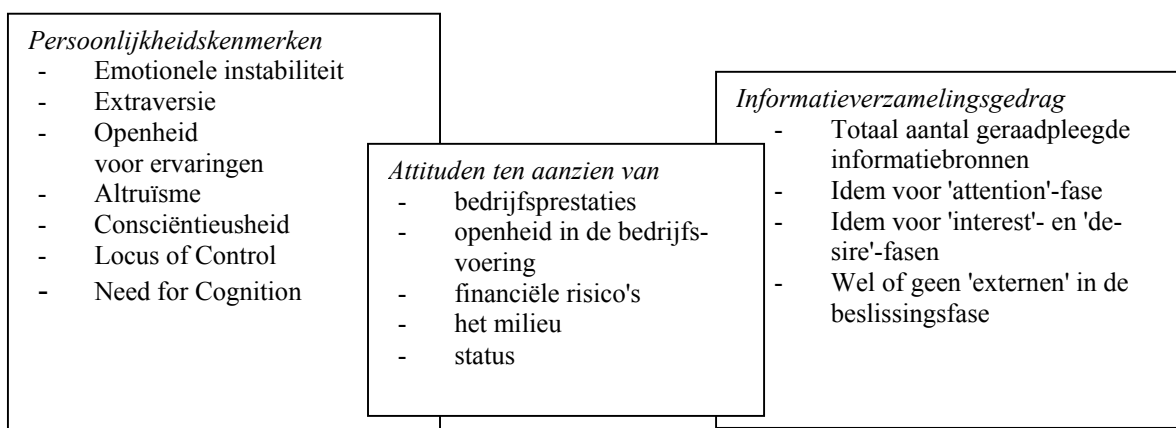 Persoonlijkheidskenmerken
- Emotionele instabiliteit
- Extraversie
- Openheid
voor ervaringen
- Altruïsme
- Consciëntieusheid
- Locus of Control
- Need for Cognition
Attituden ten aanzien van
- bedrijfsprestaties
- openheid in de bedrijfs-
voering
- financiële risico's
- het milieu
- status
Informatieverzamelingsgedrag
- Totaal aantal geraadpleegde
informatiebronnen
- Idem voor 'attention'-fase
- Idem voor 'interest'- en 'de-
sire'-fasen
- Wel of geen 'externen' in de
beslissingsfase